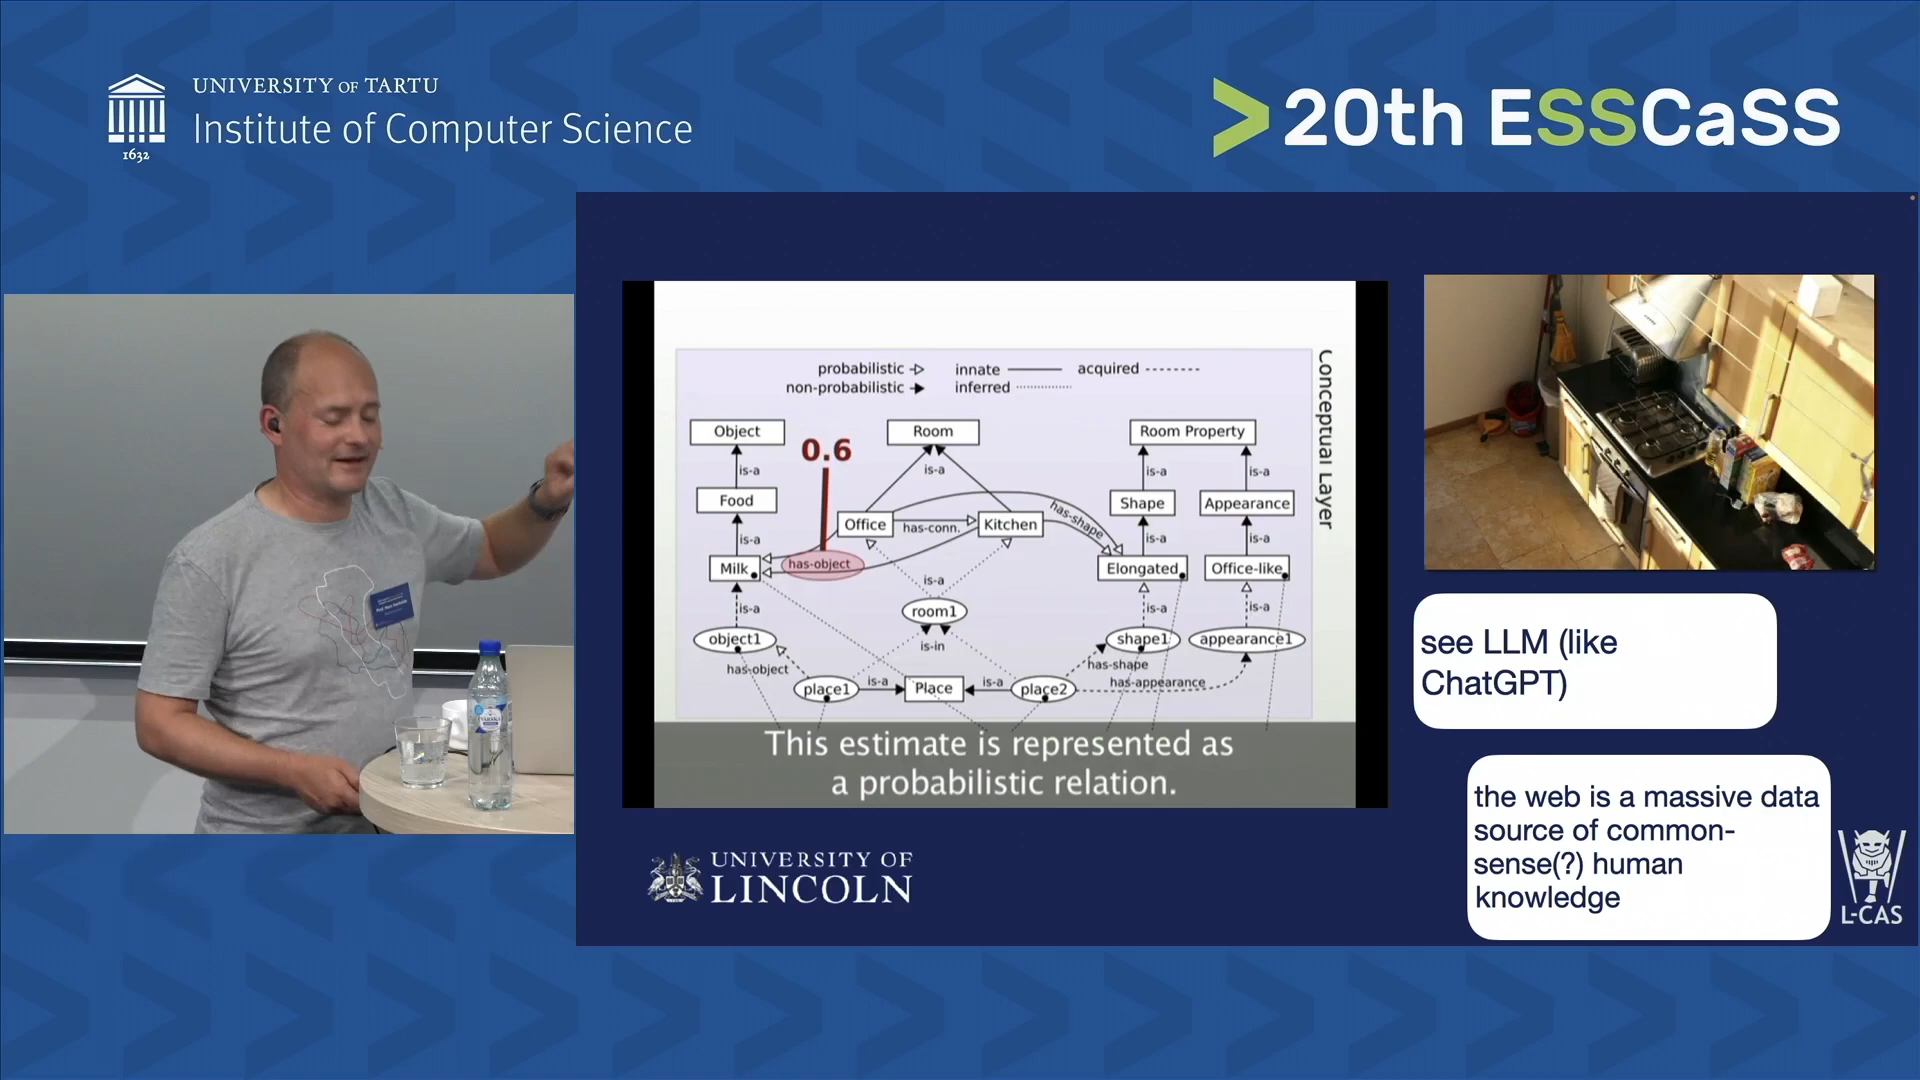 UNIVERSITY OF TARTU
Institute of Computer Science
1632
>20th ESSCaSS
probabilistic
non-probabilistic
innate
inferred
acquired
Conceptual Layer
Object
Room
Room Property
0.6
is-a
is-a
is-a
is-a
Food
Office
has-conn.
Kitchen
has-shape
Shape
Appearance
is-a
is-a
is-a
Milk
has-object
Elongated
Office-like
is-a
is-a
room1
is-a
is-a
object1
is-in
shape1
appearance1
has-object
has-shape
has-appearance
place1
is-a
Place
is-a
place2
This estimate is represented as
a probabilistic relation.
see LLM (like
ChatGPT)
the web is a massive data
source of common-
sense(?) human
knowledge
UNIVERSITY OF
LINCOLN
L-CAS